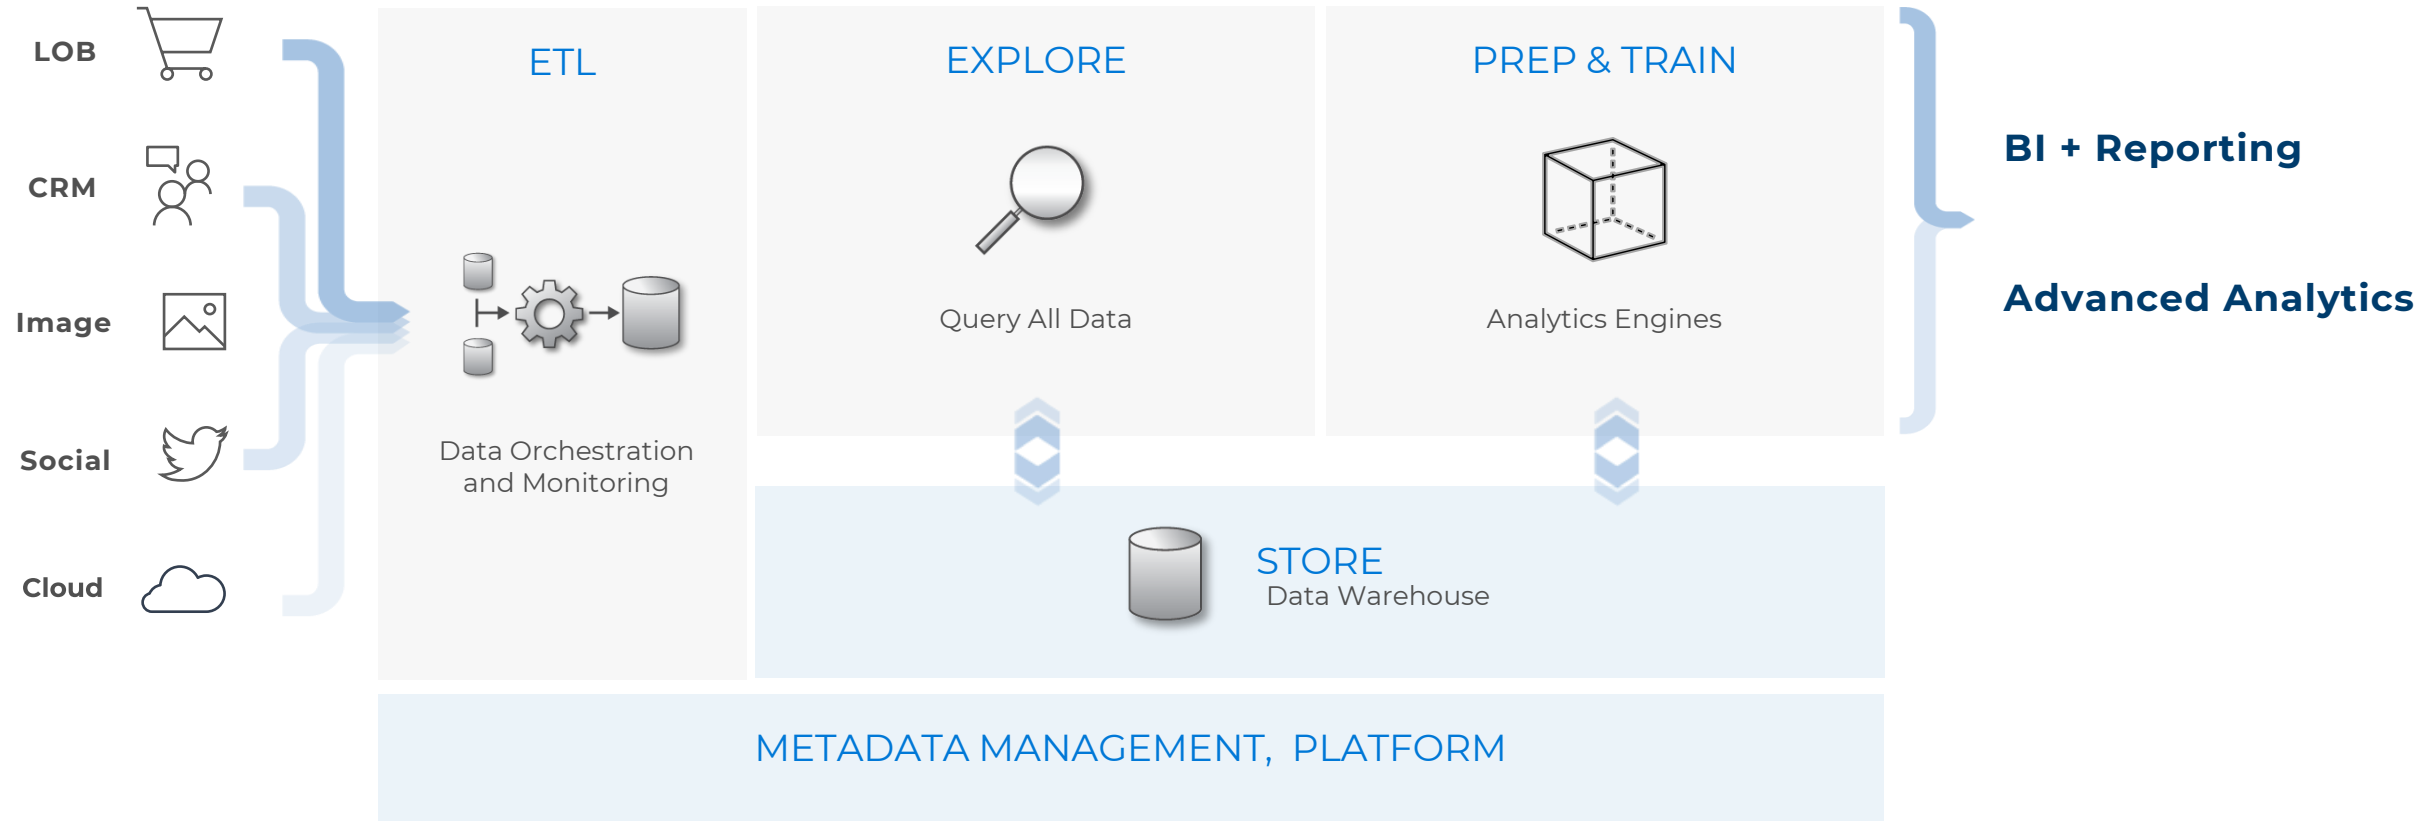 LOB
CRM
Image
Social
Cloud
ETL
Data Orchestration
and Monitoring
EXPLORE
Query All Data
PREP & TRAIN
Analytics Engines
STORE
Data Warehouse
METADATA MANAGEMENT, PLATFORM
BI + Reporting
Advanced Analytics